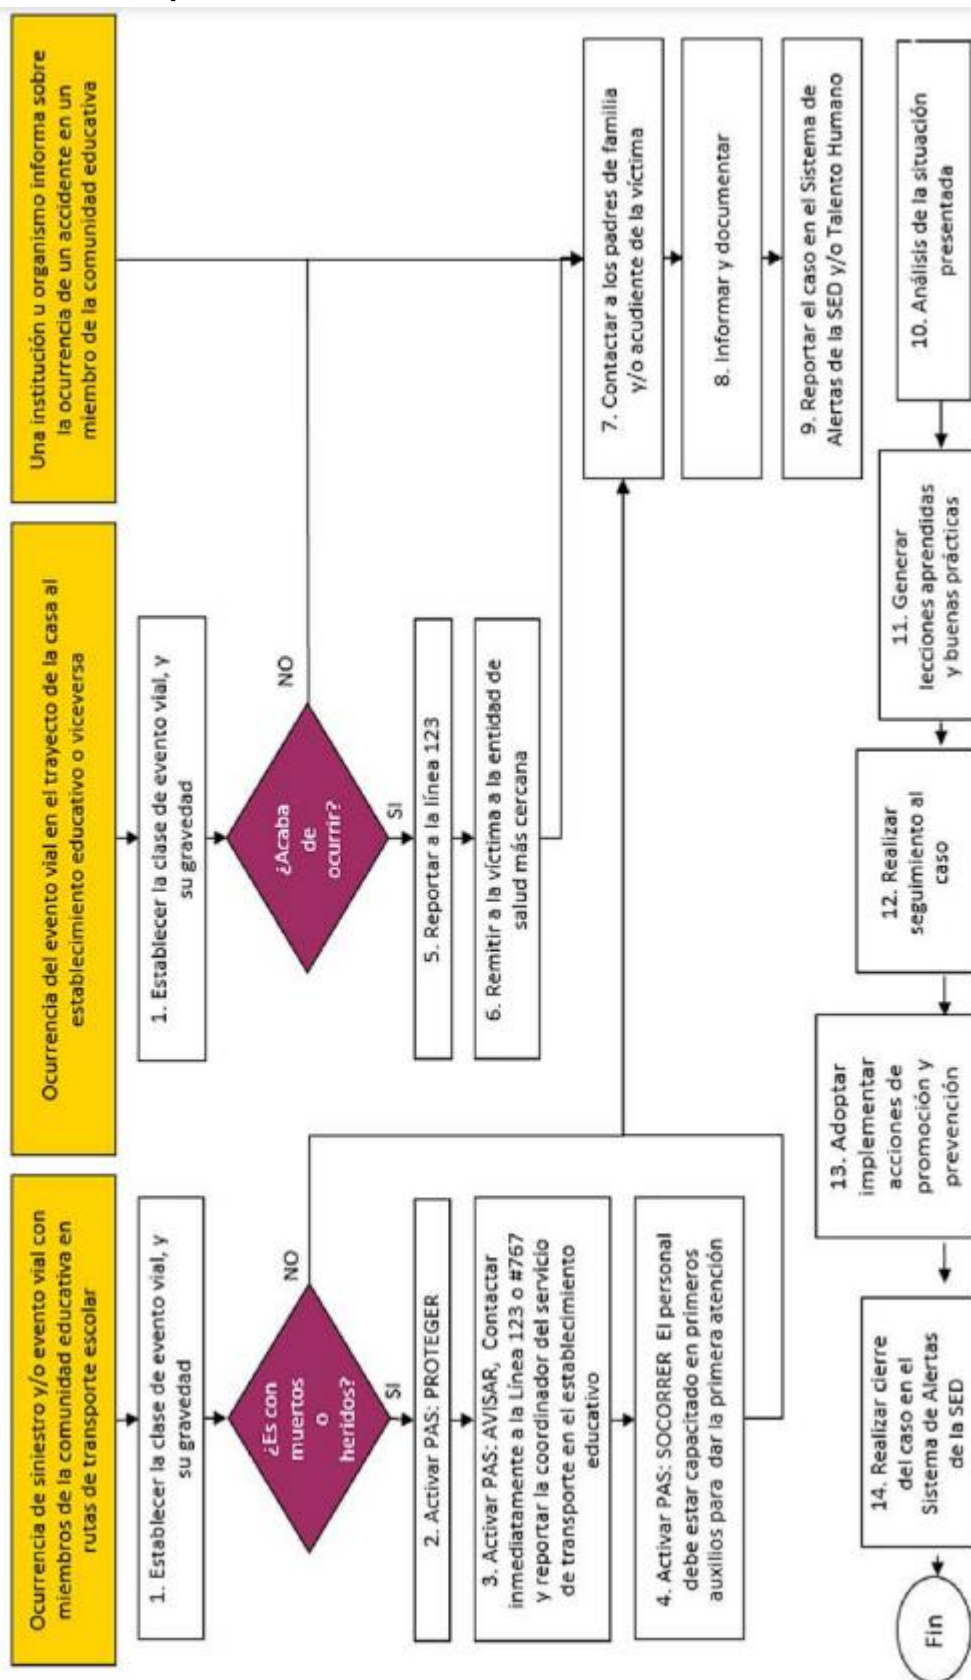 Ocurrencia de siniestro y/o evento vial con
miembros de la comunidad educativa en
rutas de transporte escolar
Ocurrencia del evento vial en el trayecto de la casa al
establecimiento educativo o viceversa
Una institución u organismo informa sobre
la ocurrencia de un accidente en un
miembro de la comunidad educativa
1. Establecer la clase de evento vial, y
su gravedad
¿Es con
muertos
o
heridos?
NO
SI
2. Activar PAS: PROTEGER
3. Activar PAS: AVISAR, Contactar
inmediatamente a la Línea 123 o #767
y reportar la coordinador del servicio
de transporte en el establecimiento
educativo
4. Activar PAS: SOCORRER El personal
debe estar capacitado en primeros
auxilios para dar la primera atención
1. Establecer la clase de evento vial, y
su gravedad
¿Acaba
de
ocurrir?
NO
SI
5. Reportar a la línea 123
6. Remitir a la víctima a la entidad de
salud más cercana
7. Contactar a los padres de familia
y/o acudiente de la víctima
8. Informar y documentar
9. Reportar el caso en el Sistema de
Alertas de la SED y/o Talento Humano
10. Análisis de la situación
presentada
11. Generar
lecciones aprendidas
y buenas prácticas
12. Realizar
seguimiento al
caso
13. Adoptar
implementar
acciones de
promoción y
prevención
14. Realizar cierre
del caso en el
Sistema de Alertas
de la SED
Fin